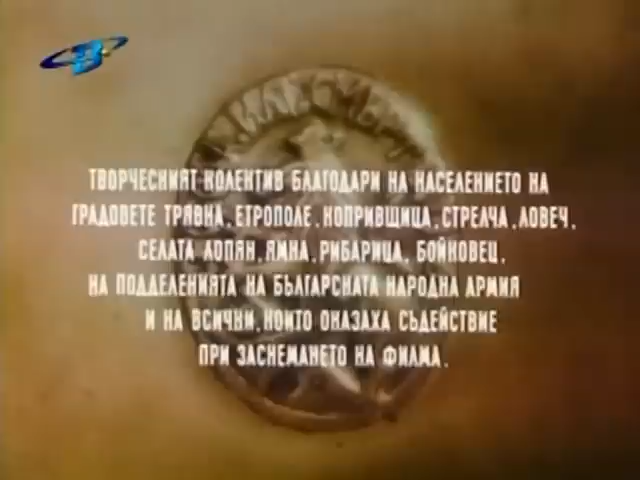 ТВОРЧЕСКИЯТ КОЛЕКТИВ БЛАГОДАРИ НА НАСЕЛЕНИЕТО НА
ГРАДОВЕТЕ ТРЯВНА, ЕТРОПОЛЕ, КОПРИВЩИЦА, СТРЕЛЧА, ЛОВЕЧ,
СЕЛАТА ЛОПЯН, ЯМНА, РИБАРИЦА, БОЙКОВЕЦ,
НА ПОДДЕЛЕНИЯТА НА БЪЛГАРСКАТА НАРОДНА АРМИЯ
И НА ВСИЧКИ, КОИТО ОКАЗАХА СЪДЕЙСТВИЕ
ПРИ ЗАСНЕМАНЕТО НА ФИЛМА.